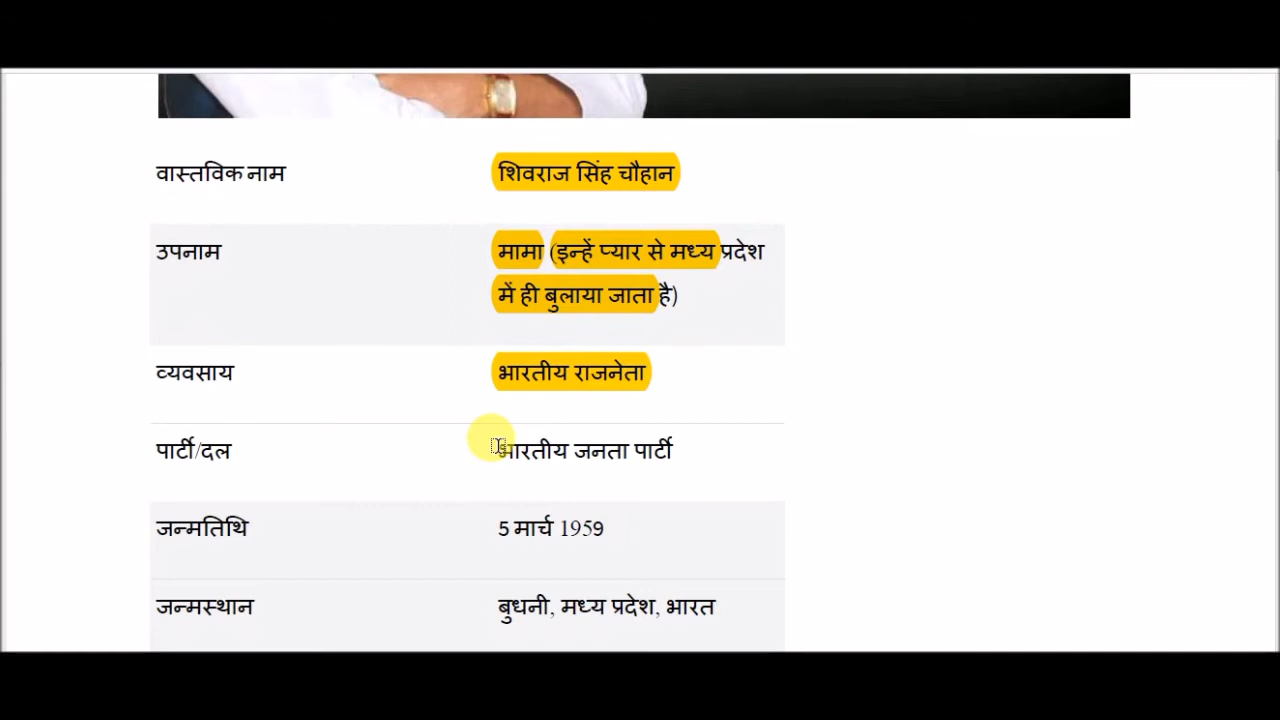 वास्तविक नाम शिवराज सिंह चौहान
उपनाम मामा (इन्हें प्यार से मध्य प्रदेश
में ही बुलाया जाता है)
व्यवसाय भारतीय राजनेता
पार्टी/दल भारतीय जनता पार्टी
जन्मतिथि 5 मार्च 1959
जन्मस्थान बुधनी, मध्य प्रदेश, भारत